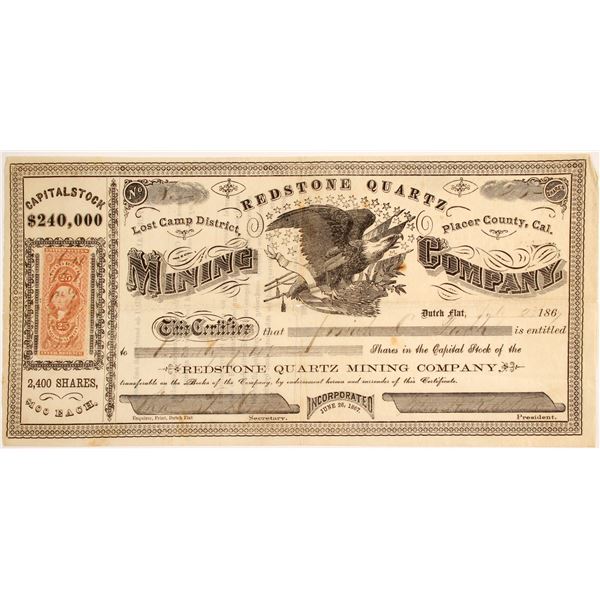 CAPITAL STOCK
$240,000
2,400 SHARES,
$100 EACH.
No.
REDSTONE QUARTZ
Lost Camp District,
Placer County, Cal.
MINING COMPANY.
Dutch Flat, 186
This Certifies that is entitled
to Shares in the Capital Stock of the
REDSTONE QUARTZ MINING COMPANY,
transferable on the Books of the Company, by endorsement hereon and surrender of this Certificate.
INCORPORATED
JUNE 26, 1867.
Enquirer, Print, Dutch Flat
Secretary.
President.